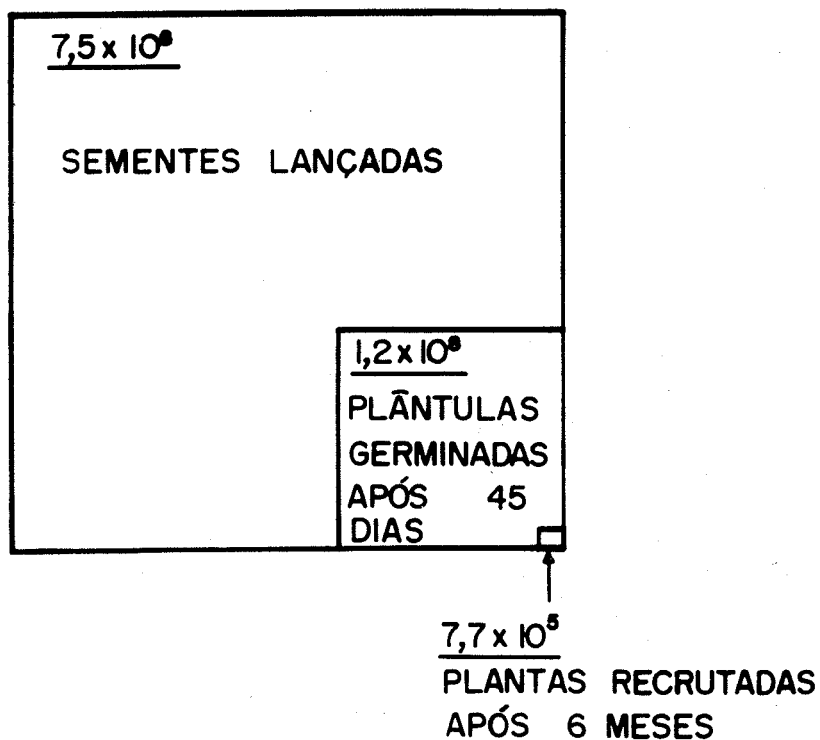 7,5 x 10⁸
SEMENTES LANÇADAS
1,2 x 10⁸
PLÂNTULAS
GERMINADAS
APÓS 45
DIAS
7,7 x 10⁵
PLANTAS RECRUTADAS
APÓS 6 MESES